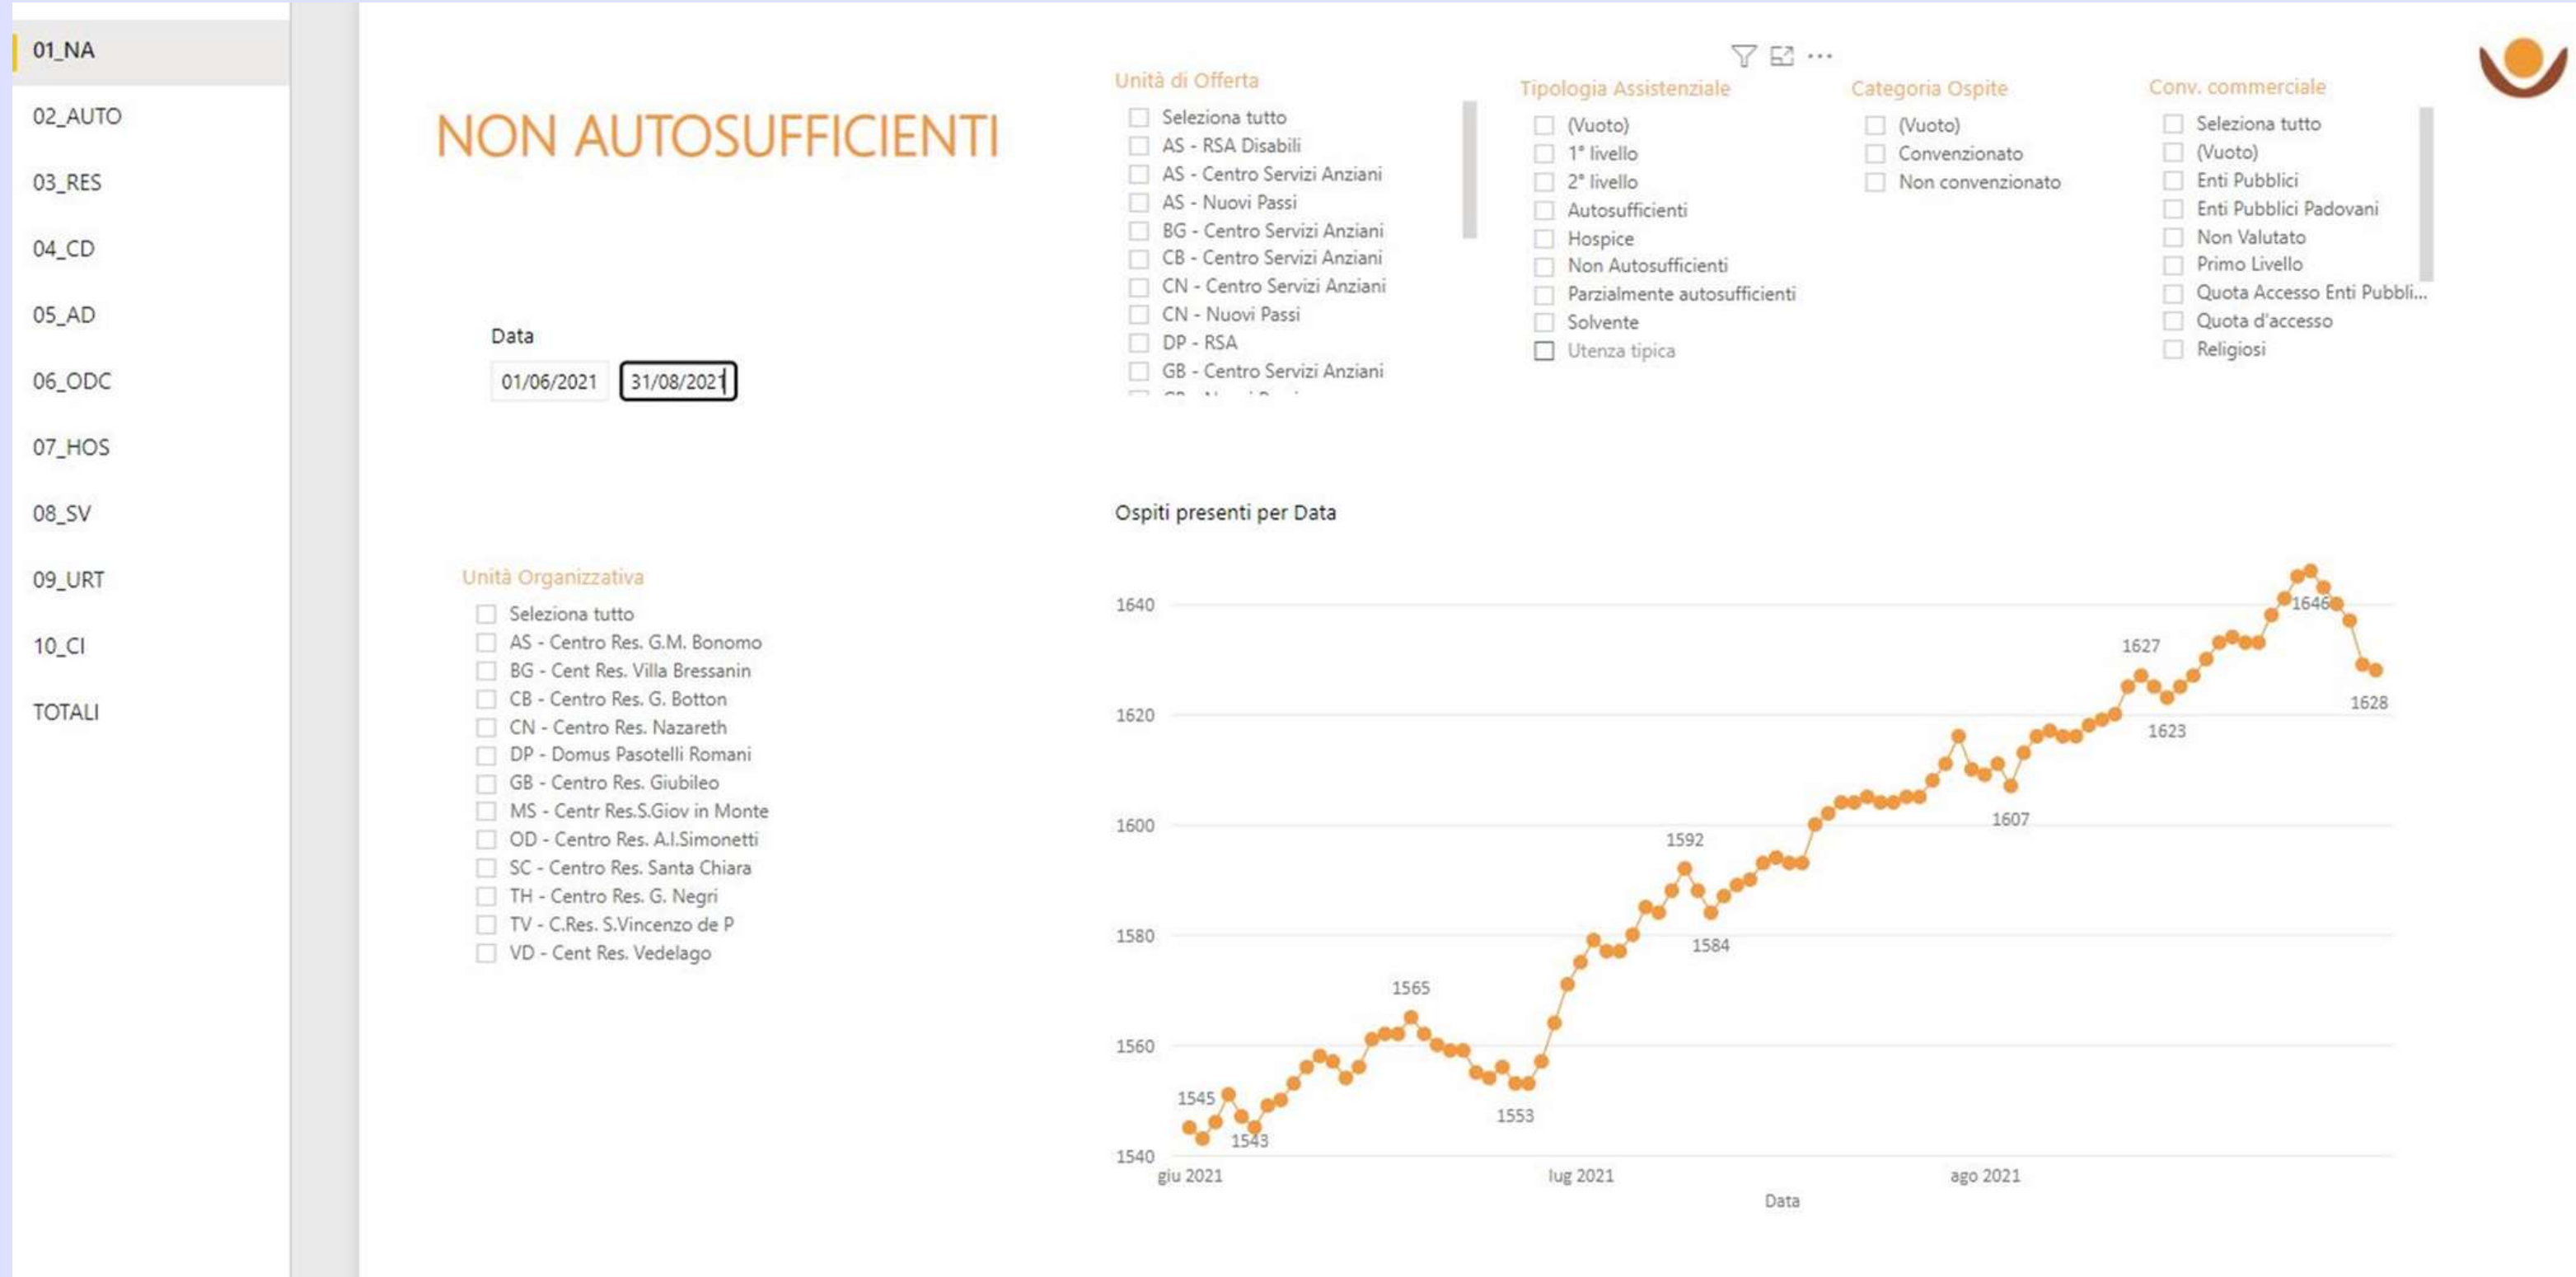 01_NA
02_AUTO
03_RES
04_CD
05_AD
06_ODC
07_HOS
08_SV
09_URT
10_CI
TOTALI
NON AUTOSUFFICIENTI
Data
01/06/2021 31/08/2021
Unità Organizzativa
Seleziona tutto
AS - Centro Res. G.M. Bonomo
BG - Cent Res. Villa Bressanin
CB - Centro Res. G. Botton
CN - Centro Res. Nazareth
DP - Domus Pasotelli Romani
GB - Centro Res. Giubileo
MS - Centr Res.S.Giov in Monte
OD - Centro Res. A.I.Simonetti
SC - Centro Res. Santa Chiara
TH - Centro Res. G. Negri
TV - C.Res. S.Vincenzo de P
VD - Cent Res. Vedelago
Unità di Offerta
Seleziona tutto
AS - RSA Disabili
AS - Centro Servizi Anziani
AS - Nuovi Passi
BG - Centro Servizi Anziani
CB - Centro Servizi Anziani
CN - Centro Servizi Anziani
CN - Nuovi Passi
DP - RSA
GB - Centro Servizi Anziani
Tipologia Assistenziale
(Vuoto)
1° livello
2° livello
Autosufficienti
Hospice
Non Autosufficienti
Parzialmente autosufficienti
Solvente
Utenza tipica
Categoria Ospite
(Vuoto)
Convenzionato
Non convenzionato
Conv. commerciale
Seleziona tutto
(Vuoto)
Enti Pubblici
Enti Pubblici Padovani
Non Valutato
Primo Livello
Quota Accesso Enti Pubbli...
Quota d'accesso
Religiosi
Ospiti presenti per Data
1640
1620
1600
1580
1560
1540
1545
1543
1565
1553
1592
1584
1607
1627
1623
1646
1628
giu 2021
lug 2021
ago 2021
Data